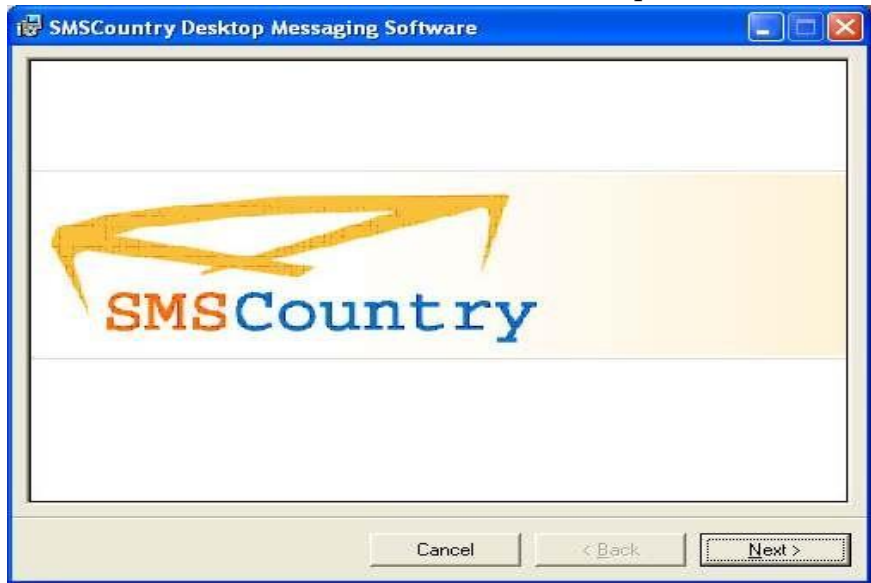 SMSCountry Desktop Messaging Software
SMSCountry
Cancel
< Back
Next >